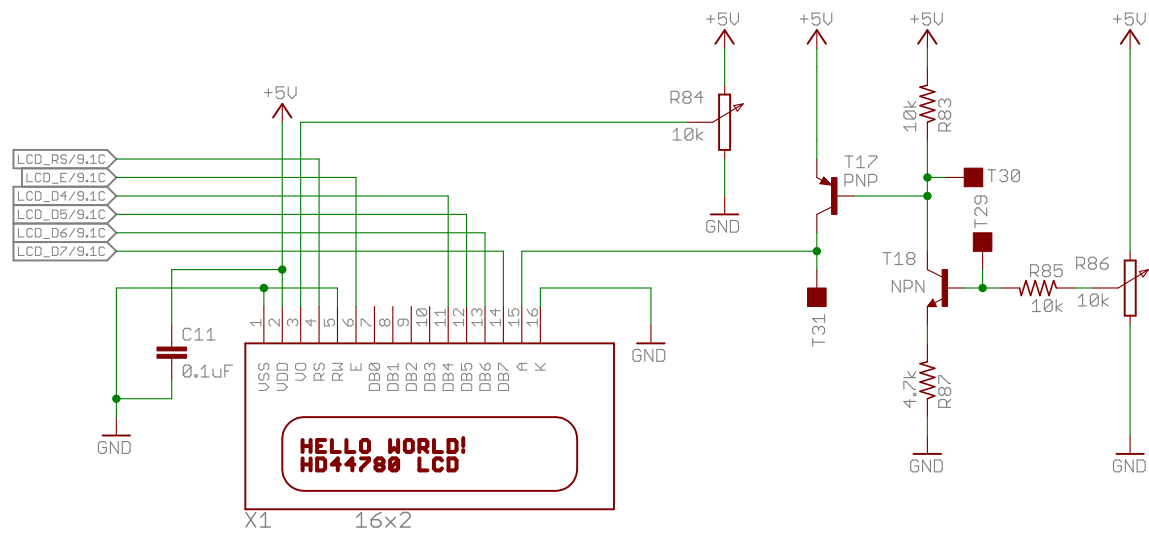 +5V
+5V
+5V
+5V
+5V
R84
10k
10k
R83
LCD_RS/9.1C
LCD_E/9.1C
LCD_D4/9.1C
LCD_D5/9.1C
LCD_D6/9.1C
LCD_D7/9.1C
T17
PNP
T30
T29
GND
T18
NPN
R85
10k
R86
10k
T31
C11
0.1uF
GND
1
2
3
4
5
6
7
8
9
10
11
12
13
14
15
16
GND
VSS
VDD
VO
RS
RW
E
DB0
DB1
DB2
DB3
DB4
DB5
DB6
DB7
A
K
4.7k
R87
GND
GND
HELLO WORLD!
HD44780 LCD
X1
16x2